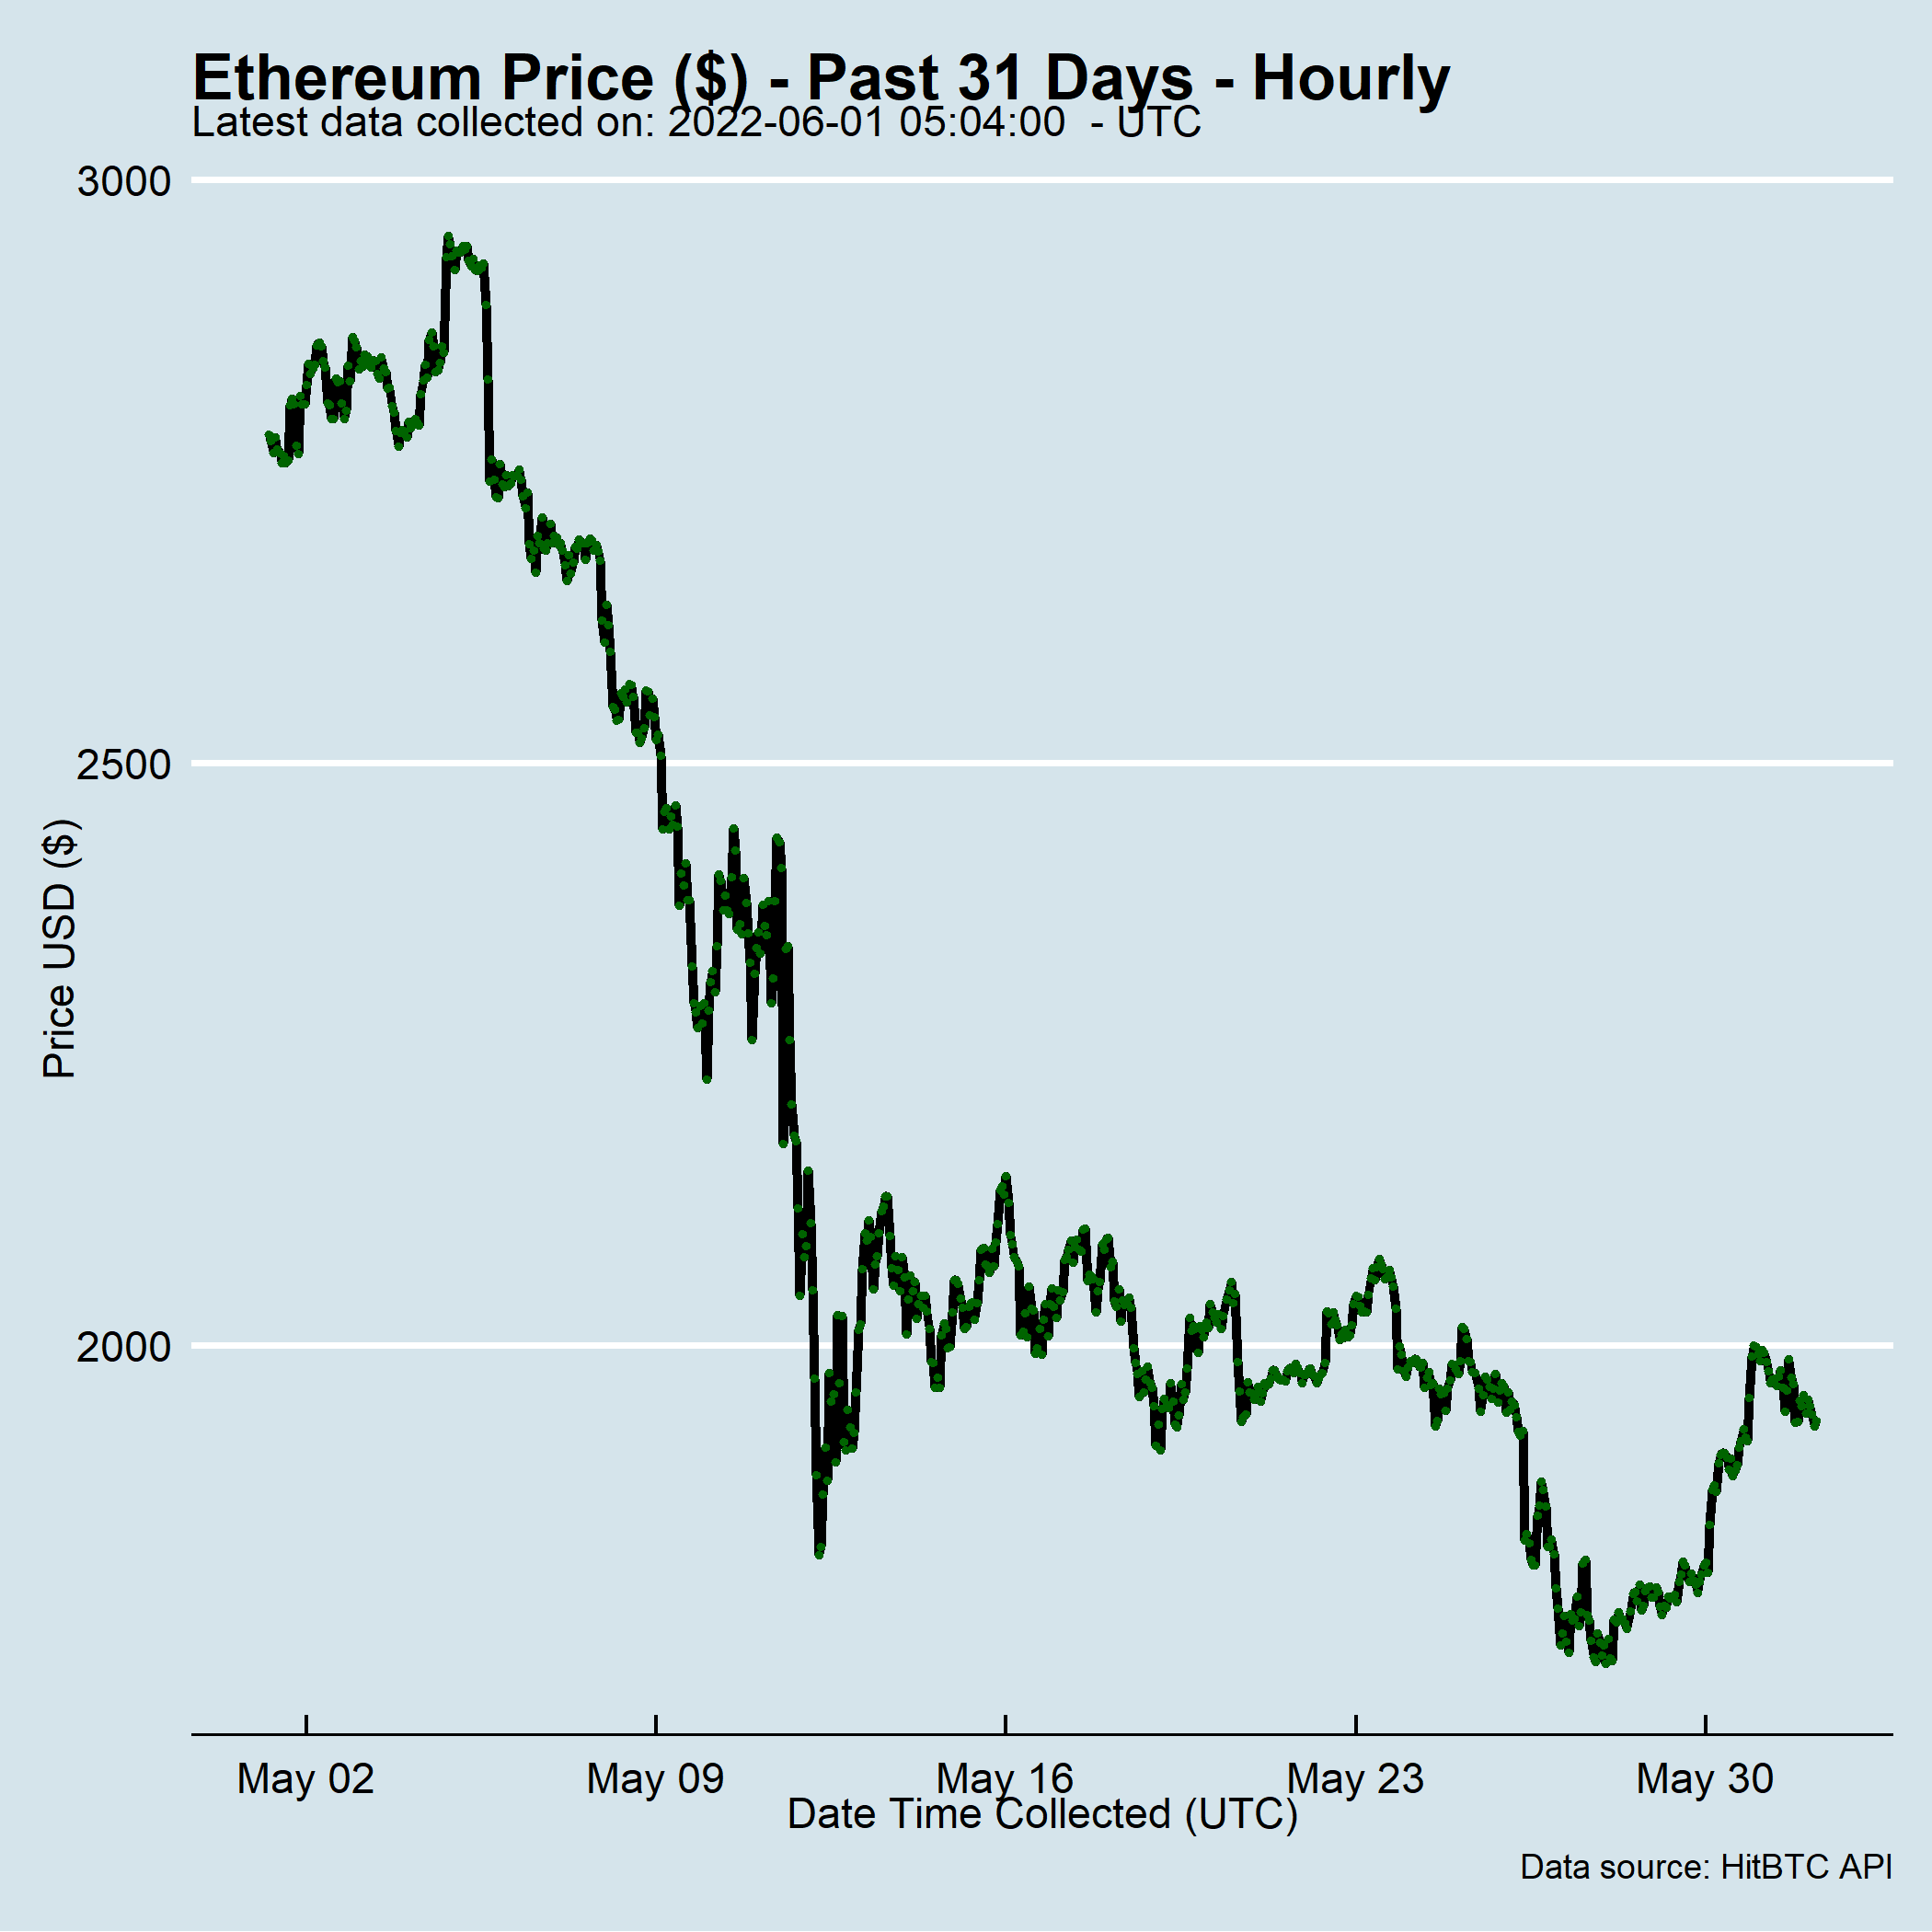 Ethereum Price ($) - Past 31 Days - Hourly
Latest data collected on: 2022-06-01 05:04:00  - UTC
3000
2500
2000
Price USD ($)
May 02 May 09 May 16 May 23 May 30
Date Time Collected (UTC)
Data source: HitBTC API